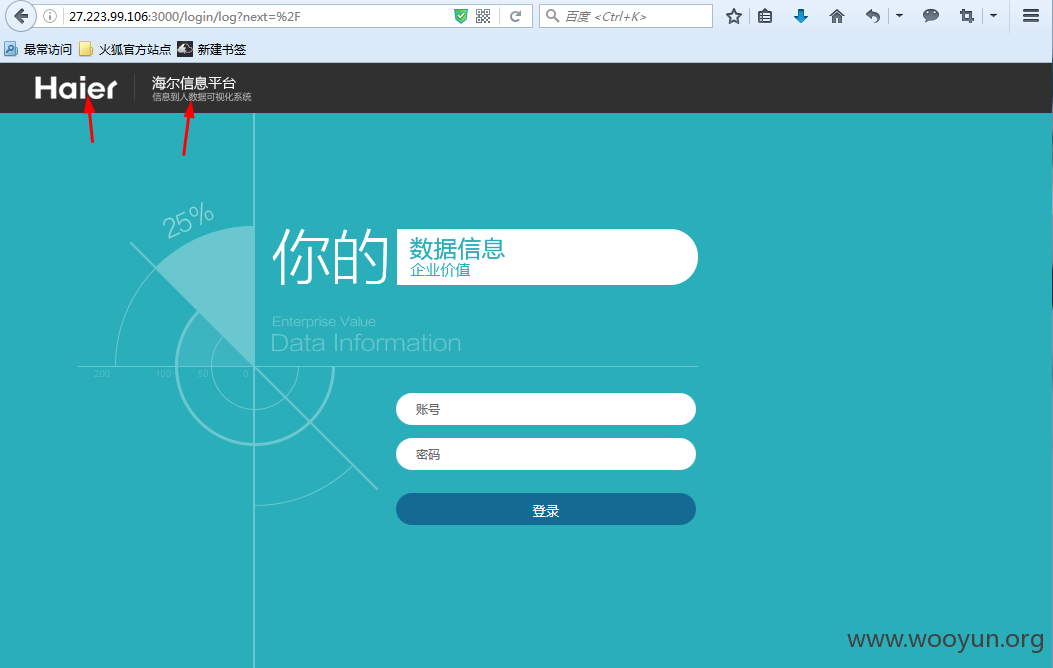 27.223.99.106:3000/login/log?next=%2F
百度 <Ctrl+K>
最常访问 火狐官方站点 新建书签
Haier
海尔信息平台
信息到人数据可视化系统
25%
你的
数据信息
企业价值
Enterprise Value
Data Information
200 100 50 0
账号
密码
登录
www.wooyun.org